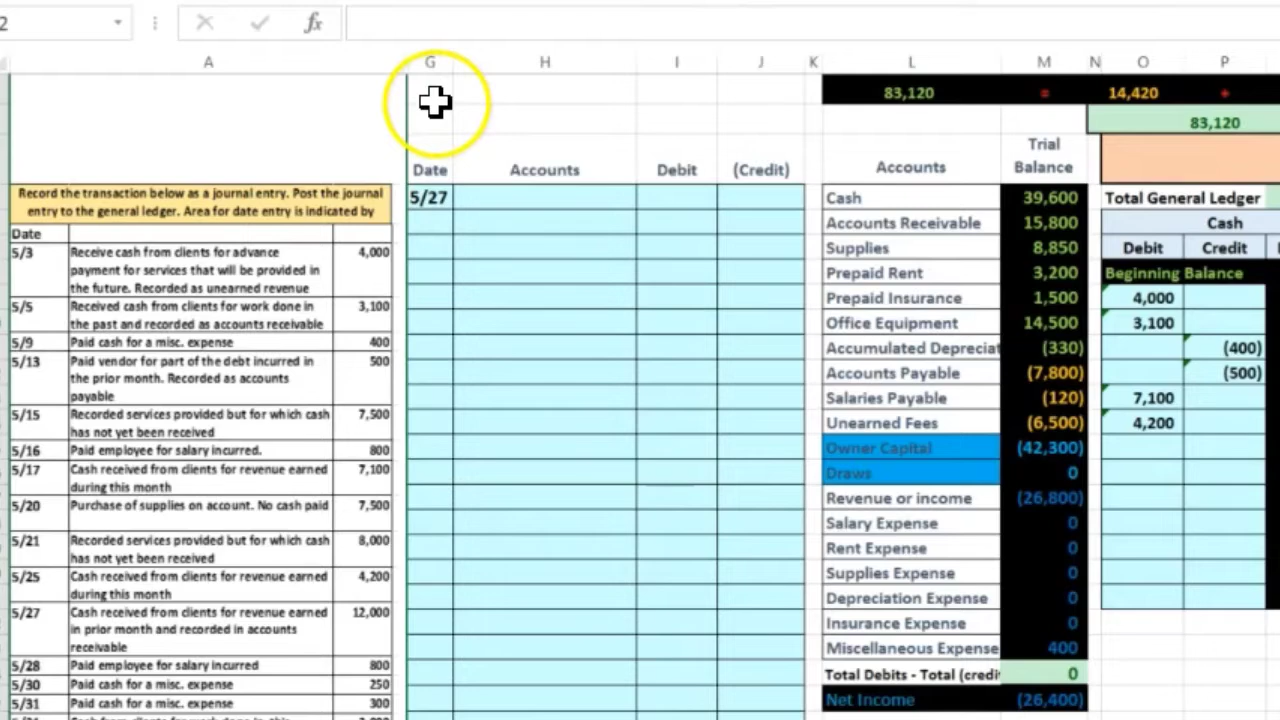 2
fx
A G H I J K L M N O P
83,120 = 14,420 +
83,120
Trial
Date Accounts Debit (Credit) Accounts Balance
Record the transaction below as a journal entry. Post the journal
entry to the general ledger. Area for date entry is indicated by
5/27
Date
5/3 Receive cash from clients for advance 4,000
payment for services that will be provided in
the future. Recorded as unearned revenue
5/5 Received cash from clients for work done in 3,100
the past and recorded as accounts receivable
5/9 Paid cash for a misc. expense 400
5/13 Paid vendor for part of the debt incurred in 500
the prior month. Recorded as accounts
payable
5/15 Recorded services provided but for which cash 7,500
has not yet been received
5/16 Paid employee for salary incurred. 800
5/17 Cash received from clients for revenue earned 7,100
during this month
5/20 Purchase of supplies on account. No cash paid 7,500
5/21 Recorded services provided but for which cash 8,000
has not yet been received
5/25 Cash received from clients for revenue earned 4,200
during this month
5/27 Cash received from clients for revenue earned 12,000
in prior month and recorded in accounts
receivable
5/28 Paid employee for salary incurred 800
5/30 Paid cash for a misc. expense 250
5/31 Paid cash for a misc. expense 300
Cash 39,600
Accounts Receivable 15,800
Supplies 8,850
Prepaid Rent 3,200
Prepaid Insurance 1,500
Office Equipment 14,500
Accumulated Depreciat (330)
Accounts Payable (7,800)
Salaries Payable (120)
Unearned Fees (6,500)
Owner Capital (42,300)
Draws 0
Revenue or income (26,800)
Salary Expense 0
Rent Expense 0
Supplies Expense 0
Depreciation Expense 0
Insurance Expense 0
Miscellaneous Expense 400
Total Debits - Total (credi 0
Net Income (26,400)
Total General Ledger
Cash
Debit Credit
Beginning Balance
4,000
3,100
(400)
(500)
7,100
4,200